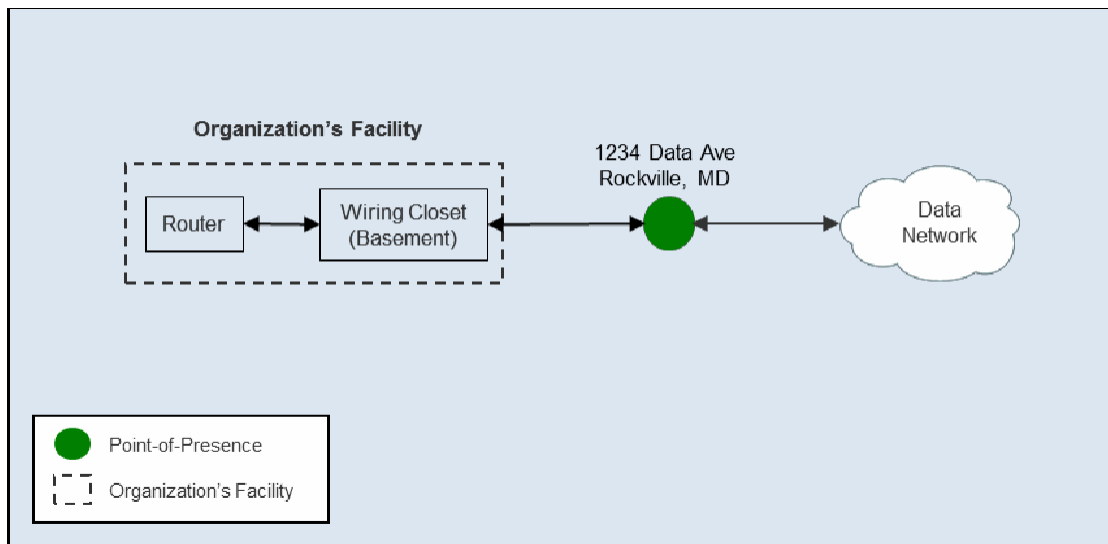 Organization's Facility
1234 Data Ave
Rockville, MD
Router
Wiring Closet
(Basement)
Data
Network
Point-of-Presence
Organization's Facility